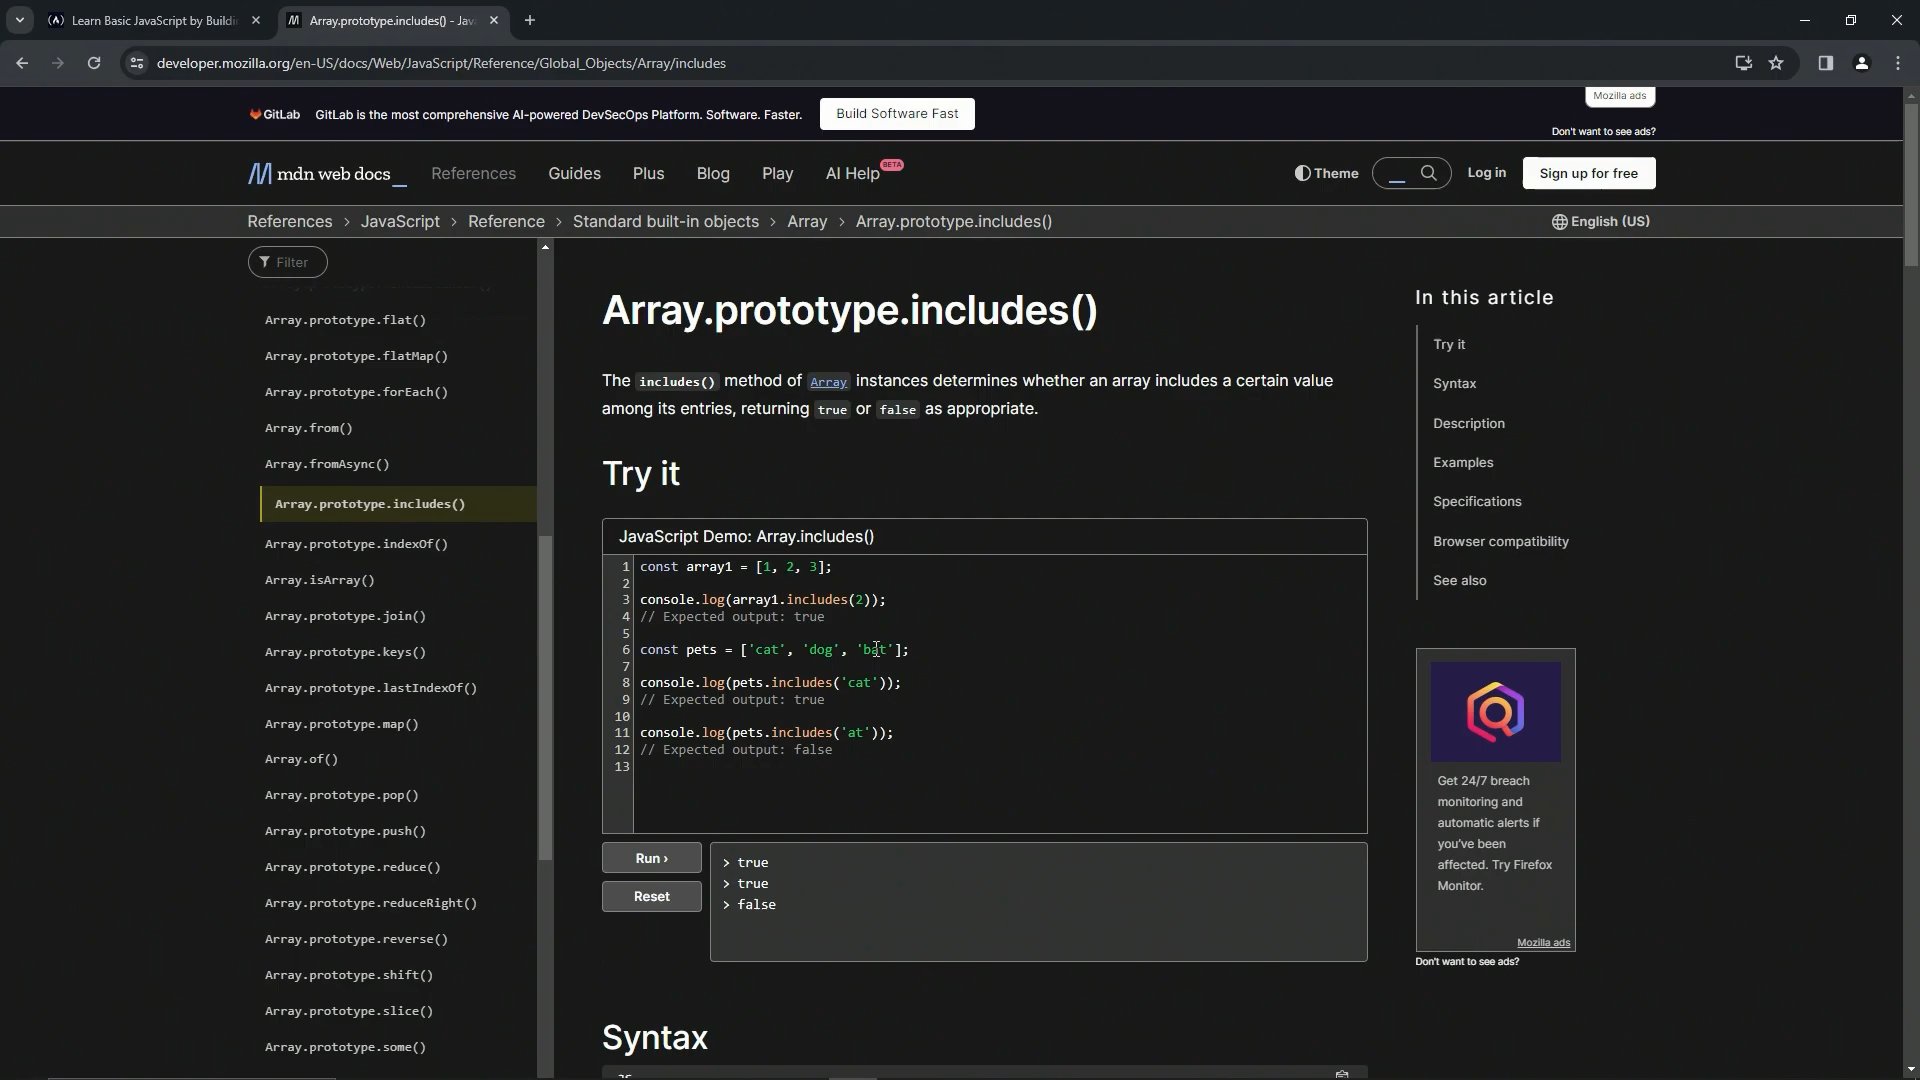 Learn Basic JavaScript by Buildi
Array.prototype.includes() - Jav
developer.mozilla.org/en-US/docs/Web/JavaScript/Reference/Global_Objects/Array/includes
GitLab GitLab is the most comprehensive AI-powered DevSecOps Platform. Software. Faster. Build Software Fast
Mozilla ads
Don't want to see ads?
mdn web docs_ References Guides Plus Blog Play AI Help BETA Theme Log in Sign up for free
References > JavaScript > Reference > Standard built-in objects > Array > Array.prototype.includes() English (US)
Filter
Array.prototype.flat()
Array.prototype.flatMap()
Array.prototype.forEach()
Array.from()
Array.fromAsync()
Array.prototype.includes()
Array.prototype.indexOf()
Array.isArray()
Array.prototype.join()
Array.prototype.keys()
Array.prototype.lastIndexOf()
Array.prototype.map()
Array.of()
Array.prototype.pop()
Array.prototype.push()
Array.prototype.reduce()
Array.prototype.reduceRight()
Array.prototype.reverse()
Array.prototype.shift()
Array.prototype.slice()
Array.prototype.some()
Array.prototype.includes()
The includes() method of Array instances determines whether an array includes a certain value
among its entries, returning true or false as appropriate.
Try it
JavaScript Demo: Array.includes()
1 const array1 = [1, 2, 3];
2
3 console.log(array1.includes(2));
4 // Expected output: true
5
6 const pets = ['cat', 'dog', 'bat'];
7
8 console.log(pets.includes('cat'));
9 // Expected output: true
10
11 console.log(pets.includes('at'));
12 // Expected output: false
13
Run ›
Reset
> true
> true
> false
Syntax
In this article
Try it
Syntax
Description
Examples
Specifications
Browser compatibility
See also
Get 24/7 breach
monitoring and
automatic alerts if
you've been
affected. Try Firefox
Monitor.
Mozilla ads
Don't want to see ads?